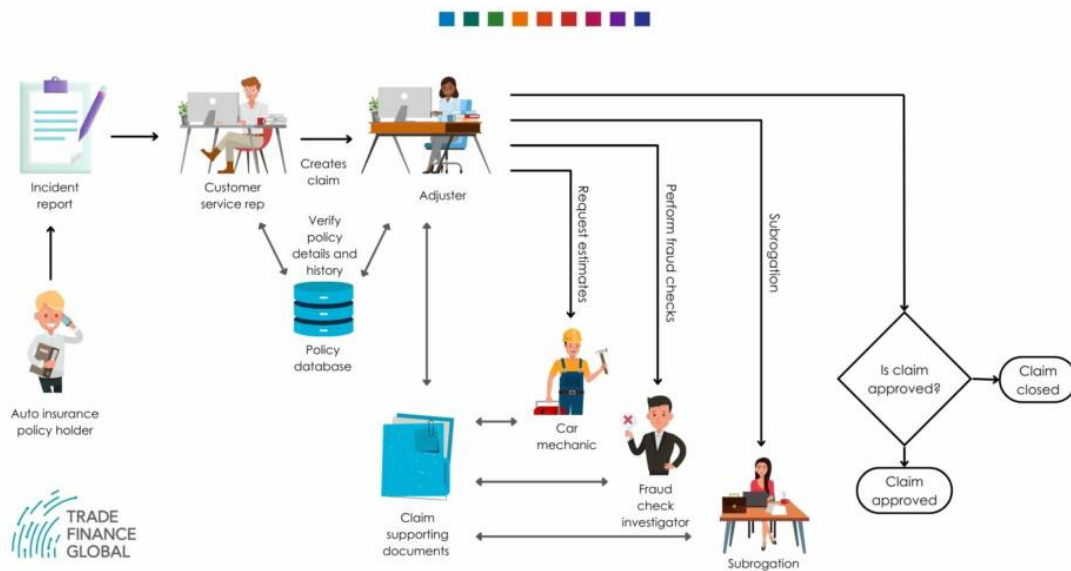 Incident
report
Customer
service rep
Creates
claim
Adjuster
Verify
policy
details and
history
Policy
database
Auto insurance
policy holder
Request estimates
Perform fraud checks
Subrogation
Is claim
approved?
Claim
closed
Claim
approved
Car
mechanic
Fraud
check
investigator
Subrogation
Claim
supporting
documents
TRADE
FINANCE
GLOBAL